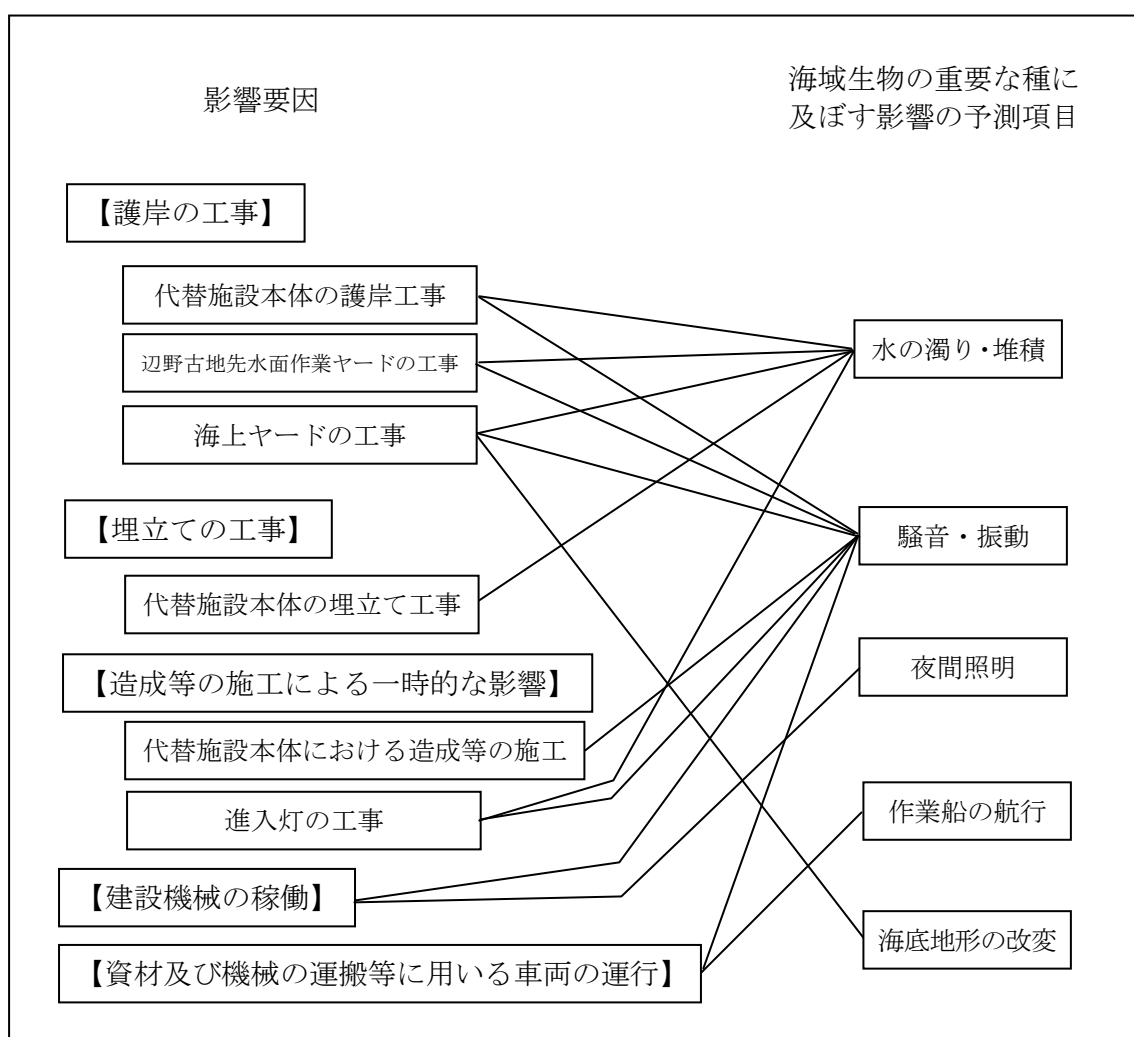 影響要因
海域生物の重要な種に
及ぼす影響の予測項目
【護岸の工事】
代替施設本体の護岸工事
辺野古地先水面作業ヤードの工事
海上ヤードの工事
【埋立ての工事】
代替施設本体の埋立て工事
【造成等の施工による一時的な影響】
代替施設本体における造成等の施工
進入灯の工事
【建設機械の稼働】
【資材及び機械の運搬等に用いる車両の運行】
水の濁り・堆積
騒音・振動
夜間照明
作業船の航行
海底地形の改変